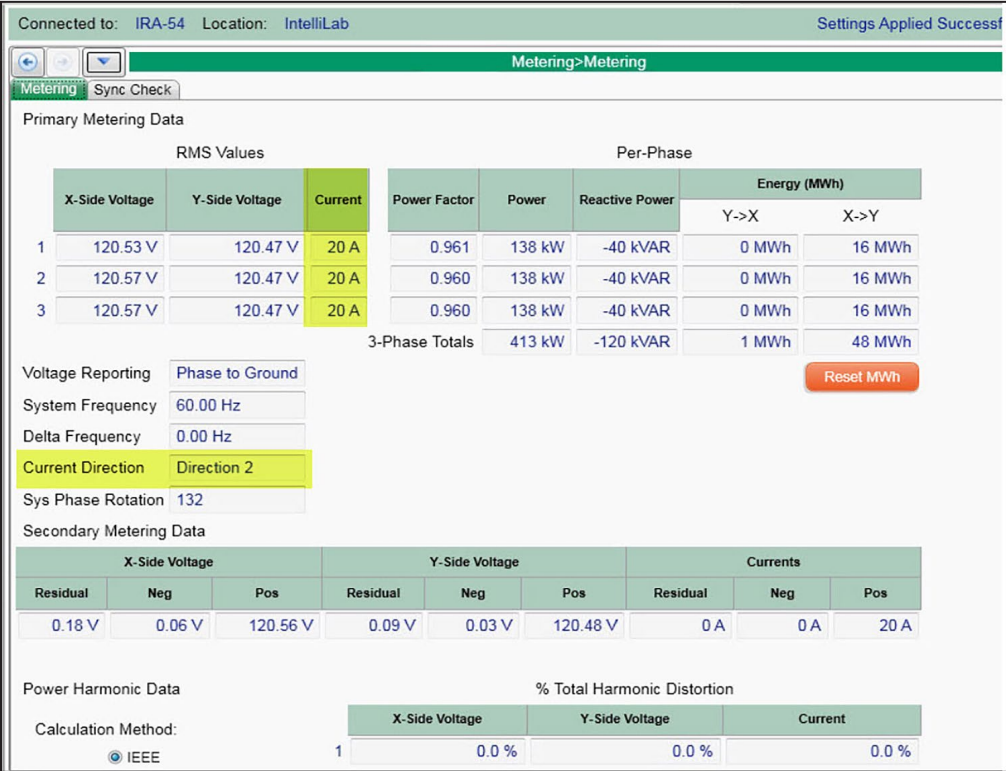 Connected to: IRA-54 Location: IntelliLab Settings Applied Successf
Metering>Metering
Metering Sync Check
Primary Metering Data
RMS Values Per-Phase
X-Side Voltage Y-Side Voltage Current Power Factor Power Reactive Power Energy (MWh)
Y->X X->Y
1 120.53 V 120.47 V 20 A 0.961 138 kW -40 kVAR 0 MWh 16 MWh
2 120.57 V 120.47 V 20 A 0.960 138 kW -40 kVAR 0 MWh 16 MWh
3 120.57 V 120.47 V 20 A 0.960 138 kW -40 kVAR 0 MWh 16 MWh
3-Phase Totals 413 kW -120 kVAR 1 MWh 48 MWh
Voltage Reporting Phase to Ground Reset MWh
System Frequency 60.00 Hz
Delta Frequency 0.00 Hz
Current Direction Direction 2
Sys Phase Rotation 132
Secondary Metering Data
X-Side Voltage Y-Side Voltage Currents
Residual Neg Pos Residual Neg Pos Residual Neg Pos
0.18 V 0.06 V 120.56 V 0.09 V 0.03 V 120.48 V 0 A 0 A 20 A
Power Harmonic Data % Total Harmonic Distortion
X-Side Voltage Y-Side Voltage Current
Calculation Method:
1 0.0 % 0.0 % 0.0 %
IEEE